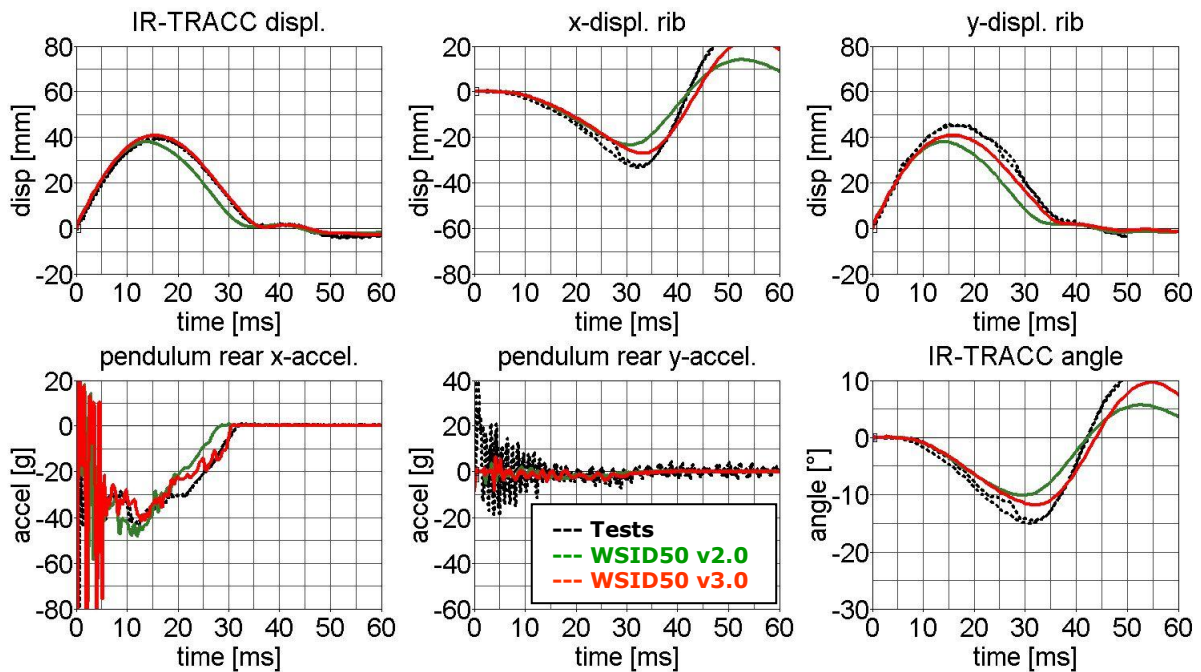 IR-TRACC displ.
x-displ. rib
y-displ. rib
disp [mm]
80
60
40
20
0
-20
0 10 20 30 40 50 60
time [ms]
disp [mm]
20
0
-20
-40
-60
-80
0 10 20 30 40 50 60
time [ms]
disp [mm]
80
60
40
20
0
-20
0 10 20 30 40 50 60
time [ms]
pendulum rear x-accel.
pendulum rear y-accel.
IR-TRACC angle
accel [g]
20
0
-20
-40
-60
-80
0 10 20 30 40 50 60
time [ms]
accel [g]
40
20
0
-20
-40
-60
0 10 20 30 40 50 60
time [ms]
Tests
WSID50 v2.0
WSID50 v3.0
angle [°]
10
0
-10
-20
-30
0 10 20 30 40 50 60
time [ms]